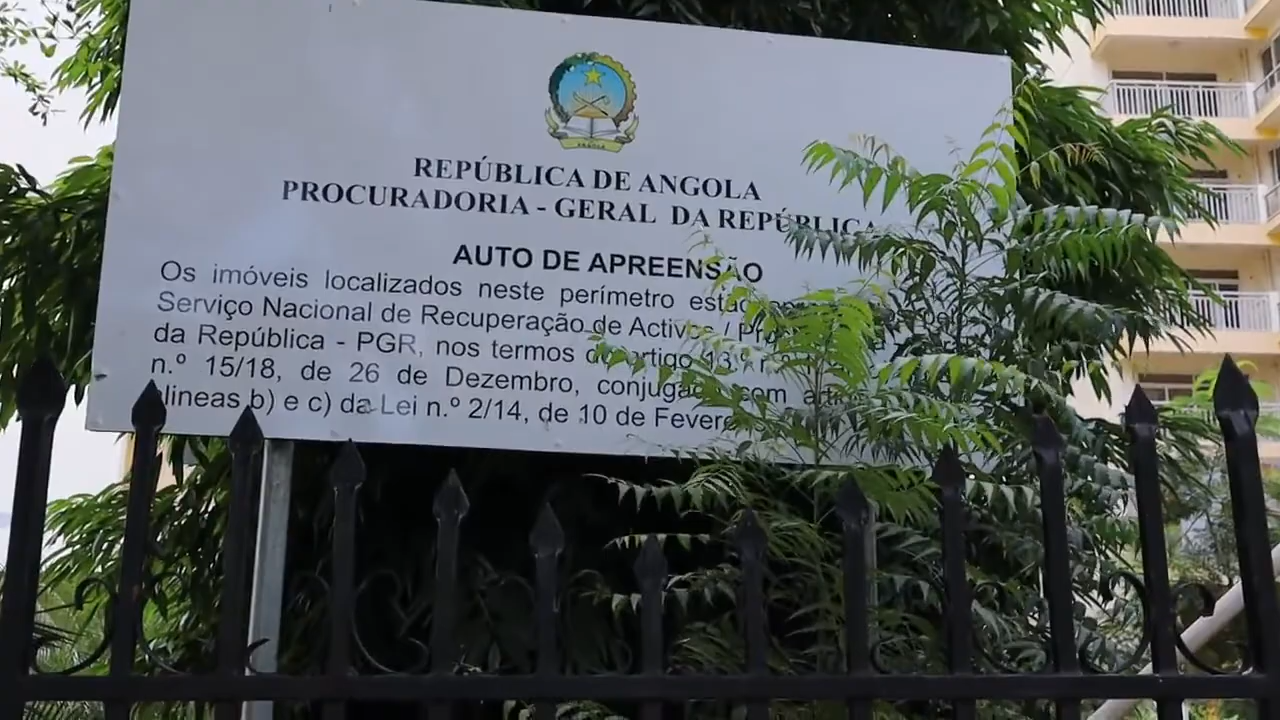 ANGOLA
REPÚBLICA DE ANGOLA
PROCURADORIA - GERAL DA REPÚBLICA
AUTO DE APREENSÃO
Os imóveis localizados neste perímetro
Serviço Nacional de Recuperação de Activos /
da República - PGR, nos termos do artigo 13.º
n.º 15/18, de 26 de Dezembro, conjugado com
alineas b) e c) da Lei n.º 2/14, de 10 de